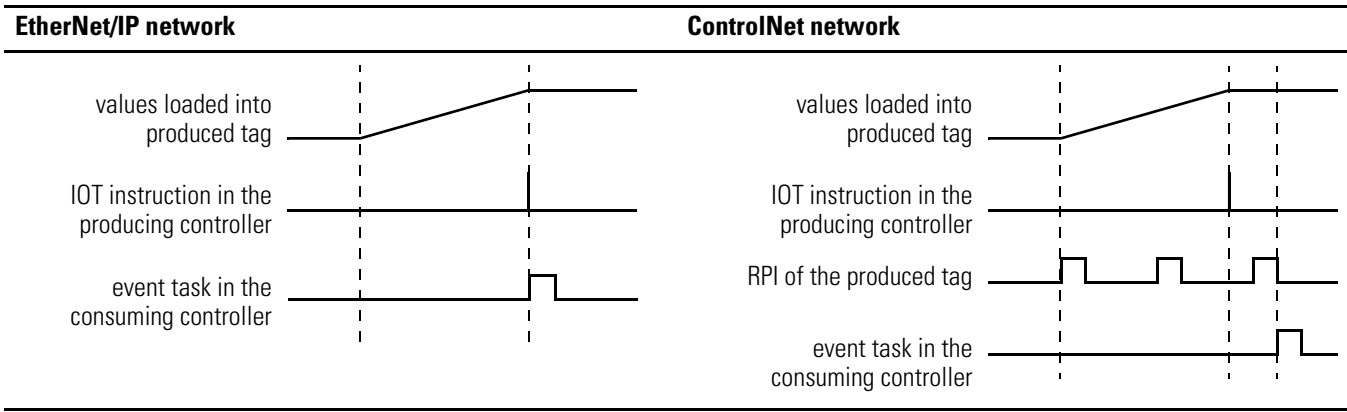 EtherNet/IP network
values loaded into
produced tag
IOT instruction in the
producing controller
event task in the
consuming controller
ControlNet network
values loaded into
produced tag
IOT instruction in the
producing controller
RPI of the produced tag
event task in the
consuming controller